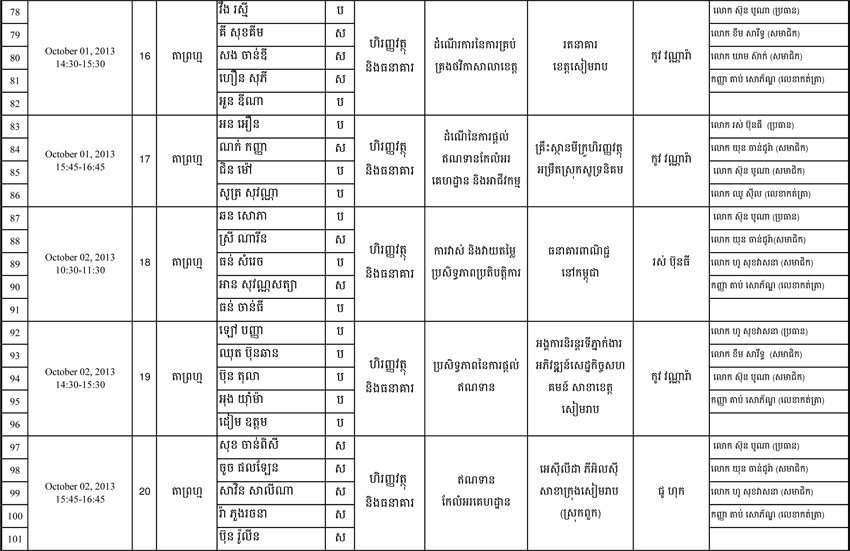 78 វឹង រស្មី ប លោក ស៊ុន បូណា (ប្រធាន)
79 គី សុខគីម ស លោក ខឹម សារីទ្ធ (សមាជិក)
October 01, 2013
14:30-15:30
16 តាព្រហ្ម
80 សង ចាន់ឌី ស លោក ឃាម ស៊ាក់ (សមាជិក)
ហិរញ្ញវត្ថុ
និងធនាគារ
ដំណើរការនៃការគ្រប់
គ្រងថវិកាសាលាខេត្ត
រតនាគារ
ខេត្តសៀមរាប
កូវ វណ្ណារ៉ា
81 ហឿន សុភី ស កញ្ញា តាប់ សោភ័ណ្ឌ (លេខាកត់ត្រា)
82 អួន ឌីណា ប
83 អន អឿន ប លោក រស់ ប៊ុនធី (ប្រធាន)
84 ណក់ កញ្ញា ស លោក យុន ចាន់ដូរ៉ា (សមាជិក)
October 01, 2013
15:45-16:45
17 តាព្រហ្ម
ហិរញ្ញវត្ថុ
និងធនាគារ
ដំណើនៃការផ្តល់
ឥណទានកែលំអរ
គេហដ្ឋាន និងអាជីវកម្ម
គ្រឹះស្ថានមីក្រូហិរញ្ញវត្ថុ
អម្រឹតស្រុកសូទ្រនិគម
កូវ វណ្ណារ៉ា
85 ជិន ម៉ៅ ប លោក ស៊ុន បូណា (សមាជិក)
86 សូត្រ សុវណ្ណា ប លោក ឈូ ស៊ីល (លេខាកត់ត្រា)
87 ឆន សោភា ប លោក ស៊ុន បូណា (ប្រធាន)
88 ស្រី ណារីន ស លោក យុន ចាន់ដូរ៉ា(សមាជិក)
October 02, 2013
10:30-11:30
18 តាព្រហ្ម
89 ធន់ សំរេច ប លោក ហូ សុខវាសនា (សមាជិក)
ហិរញ្ញវត្ថុ
និងធនាគារ
ការវាស់ និងវាយតម្លៃ
ប្រសិទ្ធភាពប្រតិបត្តិការ
ធនាគារពាណិជ្ជ
នៅកម្ពុជា
រស់ ប៊ុនធី
90 អាន សុវណ្ណសត្យា ស កញ្ញា តាប់ សោភ័ណ្ឌ (លេខាកត់ត្រា)
91 ធន់ ចាន់ធី ប
92 ឡៅ បញ្ញា ប លោក ហូ សុខវាសនា (ប្រធាន)
93 ឈុត ប៊ុនឆាន ប លោក ខឹម សារីទ្ធ (សមាជិក)
October 02, 2013
14:30-15:30
19 តាព្រហ្ម
94 ប៊ុន តុលា ប លោក ស៊ុន បូណា (សមាជិក)
ហិរញ្ញវត្ថុ
និងធនាគារ
ប្រសិទ្ធភាពនៃការផ្តល់
ឥណទាន
អង្គការនិរន្តរទីភ្នាក់ងារ
អភិវឌ្ឍន៍សេដ្ឋកិច្ចសហ
គមន៍ សាខាខេត្ត
សៀមរាប
កូវ វណ្ណារ៉ា
95 អុង យ៉ាំម៉ា ប កញ្ញា តាប់ សោភ័ណ្ឌ (លេខាកត់ត្រា)
96 ដៀម ឧត្តម ប
97 សុខ ចាន់ពិសី ស លោក ស៊ុន បូណា (ប្រធាន)
98 ចូច ផលឡែន ស លោក យុន ចាន់ដូរ៉ា (សមាជិក)
October 02, 2013
15:45-16:45
20 តាព្រហ្ម
99 សាវិន សាលីណា ស លោក ហូ សុខវាសនា (សមាជិក)
ហិរញ្ញវត្ថុ
និងធនាគារ
ឥណទាន
កែលំអរគេហដ្ឋាន
អេស៊ីលីដា ភីអិលស៊ី
សាខាក្រុងសៀមរាប
(ស្រុកពួក)
ជូ ហុក
100 រ៉ា ភួងរចនា ស កញ្ញា តាប់ សោភ័ណ្ឌ (លេខាកត់ត្រា)
101 ប៊ុន រ៉ូលីន ស